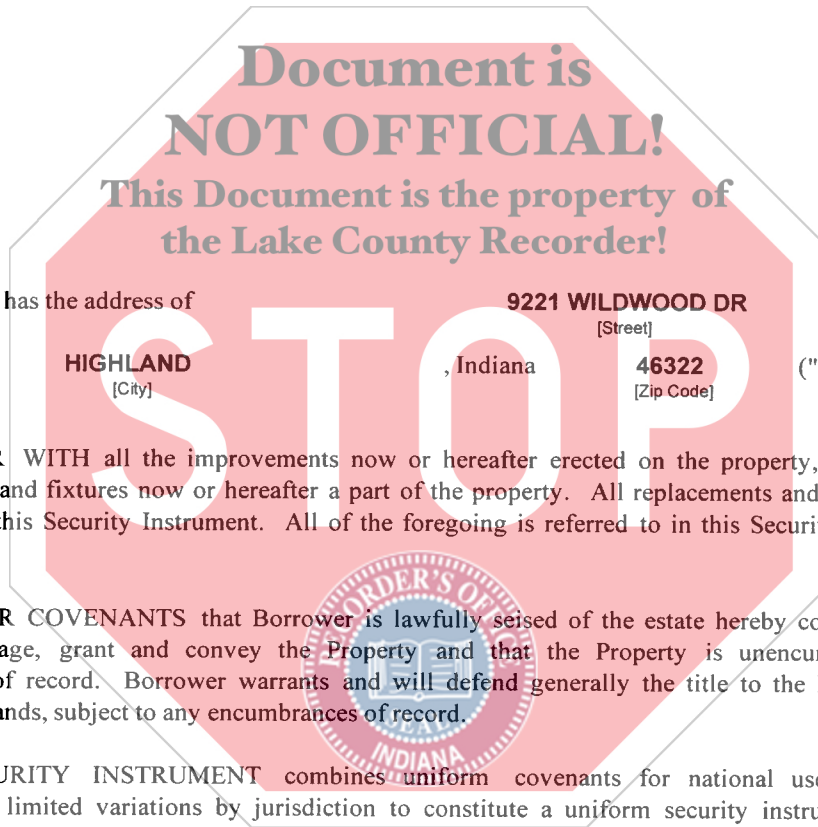 Document is
NOT OFFICIAL!
This Document is the property of
the Lake County Recorder!
has the address of 9221 WILDWOOD DR
[Street]
HIGHLAND , Indiana 46322 ("
[City] [Zip Code]
STOP
R WITH all the improvements now or hereafter erected on the property,
and fixtures now or hereafter a part of the property. All replacements and
this Security Instrument. All of the foregoing is referred to in this Securi
R COVENANTS that Borrower is lawfully seised of the estate hereby co
age, grant and convey the Property and that the Property is unencu
of record. Borrower warrants and will defend generally the title to the
ands, subject to any encumbrances of record.
URITY INSTRUMENT combines uniform covenants for national use
limited variations by jurisdiction to constitute a uniform security instru
RECORDER'S OFFICE
SEAL
INDIANA